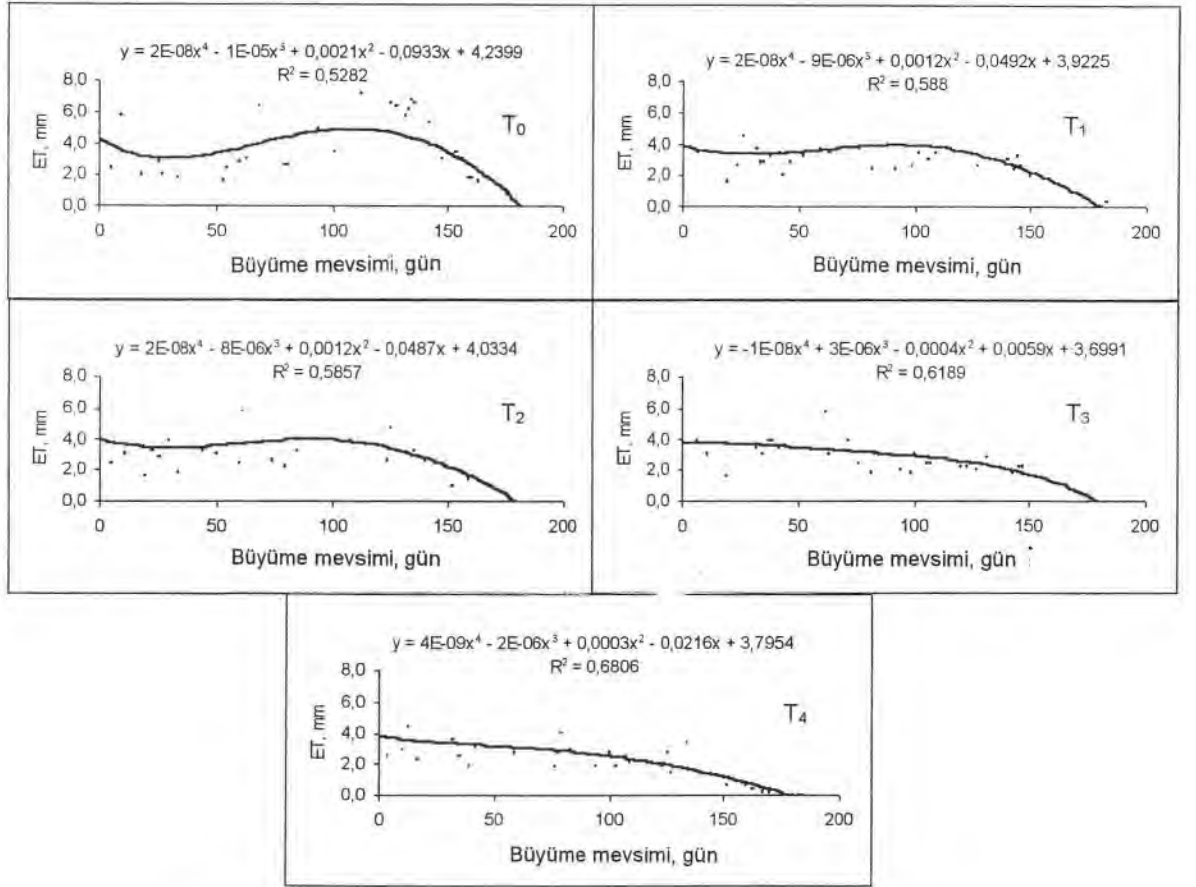 y = 2E-08x⁴ - 1E-05x³ + 0,0021x² - 0,0933x + 4,2399
R² = 0,5282
8,0
6,0
4,0
2,0
0,0
ET, mm
T₀
0 50 100 150 200
Büyüme mevsimi, gün
y = 2E-08x⁴ - 9E-06x³ + 0,0012x² - 0,0492x + 3,9225
R² = 0,588
8,0
6,0
4,0
2,0
0,0
ET, mm
T₁
0 50 100 150 200
Büyüme mevsimi, gün
y = 2E-08x⁴ - 8E-06x³ + 0,0012x² - 0,0487x + 4,0334
R² = 0,5857
8,0
6,0
4,0
2,0
0,0
ET, mm
T₂
0 50 100 150 200
Büyüme mevsimi, gün
y = -1E-08x⁴ + 3E-06x³ - 0,0004x² + 0,0059x + 3,6991
R² = 0,6189
8,0
6,0
4,0
2,0
0,0
ET, mm
T₃
0 50 100 150 200
Büyüme mevsimi, gün
y = 4E-09x⁴ - 2E-06x³ + 0,0003x² - 0,0216x + 3,7954
R² = 0,6806
8,0
6,0
4,0
2,0
0,0
ET, mm
T₄
0 50 100 150 200
Büyüme mevsimi, gün